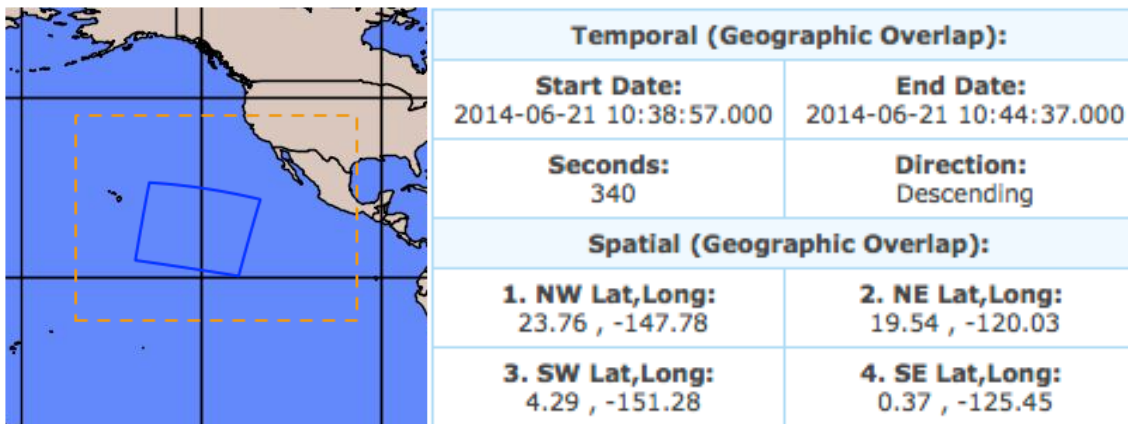 Temporal (Geographic Overlap):
Start Date:
2014-06-21 10:38:57.000
End Date:
2014-06-21 10:44:37.000
Seconds:
340
Direction:
Descending
Spatial (Geographic Overlap):
1. NW Lat,Long:
23.76 , -147.78
2. NE Lat,Long:
19.54 , -120.03
3. SW Lat,Long:
4.29 , -151.28
4. SE Lat,Long:
0.37 , -125.45